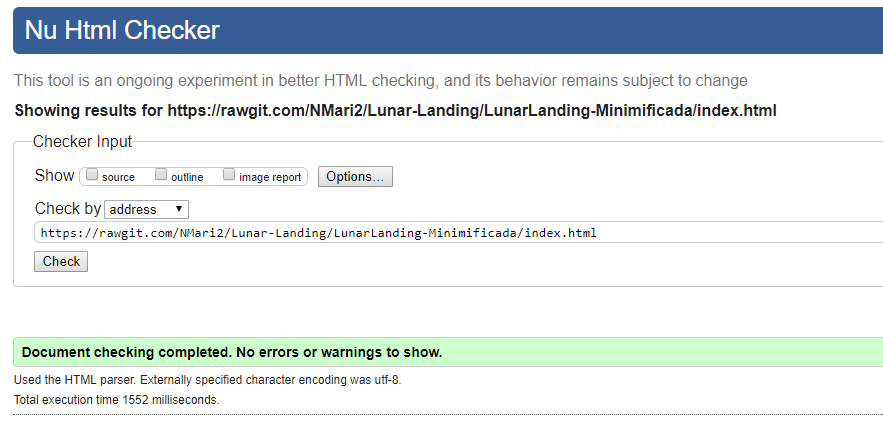 Nu Html Checker
This tool is an ongoing experiment in better HTML checking, and its behavior remains subject to change
Showing results for https://rawgit.com/NMari2/Lunar-Landing/LunarLanding-Minimificada/index.html
Checker Input
Show source outline image report Options...
Check by address
https://rawgit.com/NMari2/Lunar-Landing/LunarLanding-Minimificada/index.html
Check
Document checking completed. No errors or warnings to show.
Used the HTML parser. Externally specified character encoding was utf-8.
Total execution time 1552 milliseconds.